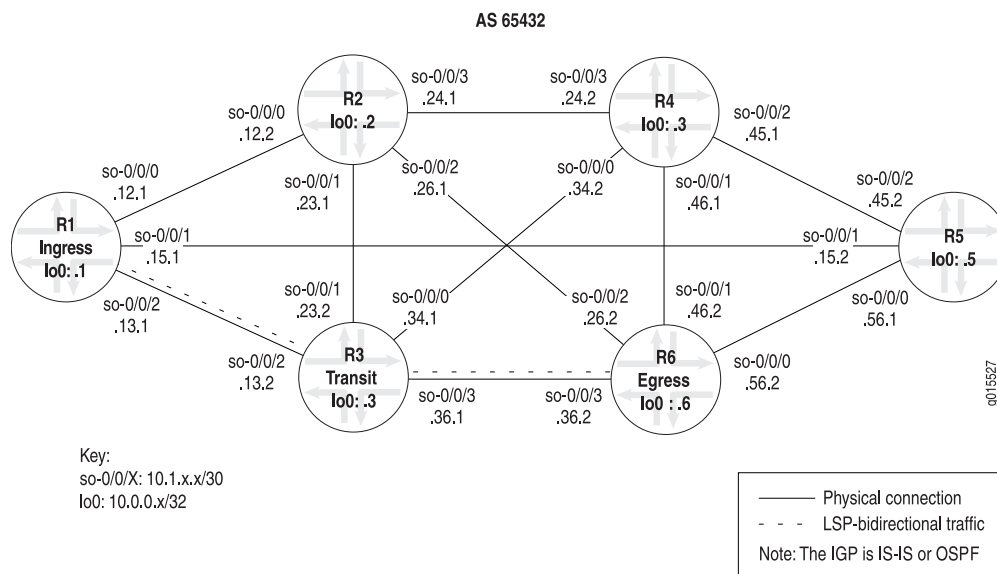 AS 65432
R2
lo0: .2
so-0/0/3
.24.1
so-0/0/3
.24.2
R4
lo0: .3
so-0/0/0
.12.2
so-0/0/2
.45.1
so-0/0/0
.12.1
so-0/0/1
.23.1
so-0/0/2
.26.1
so-0/0/0
.34.2
so-0/0/1
.46.1
so-0/0/2
.45.2
R1
Ingress
lo0: .1
so-0/0/1
.15.1
so-0/0/1
.15.2
R5
lo0: .5
so-0/0/2
.13.1
so-0/0/1
.23.2
so-0/0/0
.34.1
so-0/0/2
.26.2
so-0/0/1
.46.2
so-0/0/0
.56.1
so-0/0/2
.13.2
R3
Transit
lo0: .3
so-0/0/3
.36.1
so-0/0/3
.36.2
R6
Egress
lo0 : .6
so-0/0/0
.56.2
g015527
Key:
so-0/0/X: 10.1.x.x/30
lo0: 10.0.0.x/32
Physical connection
LSP-bidirectional traffic
Note: The IGP is IS-IS or OSPF